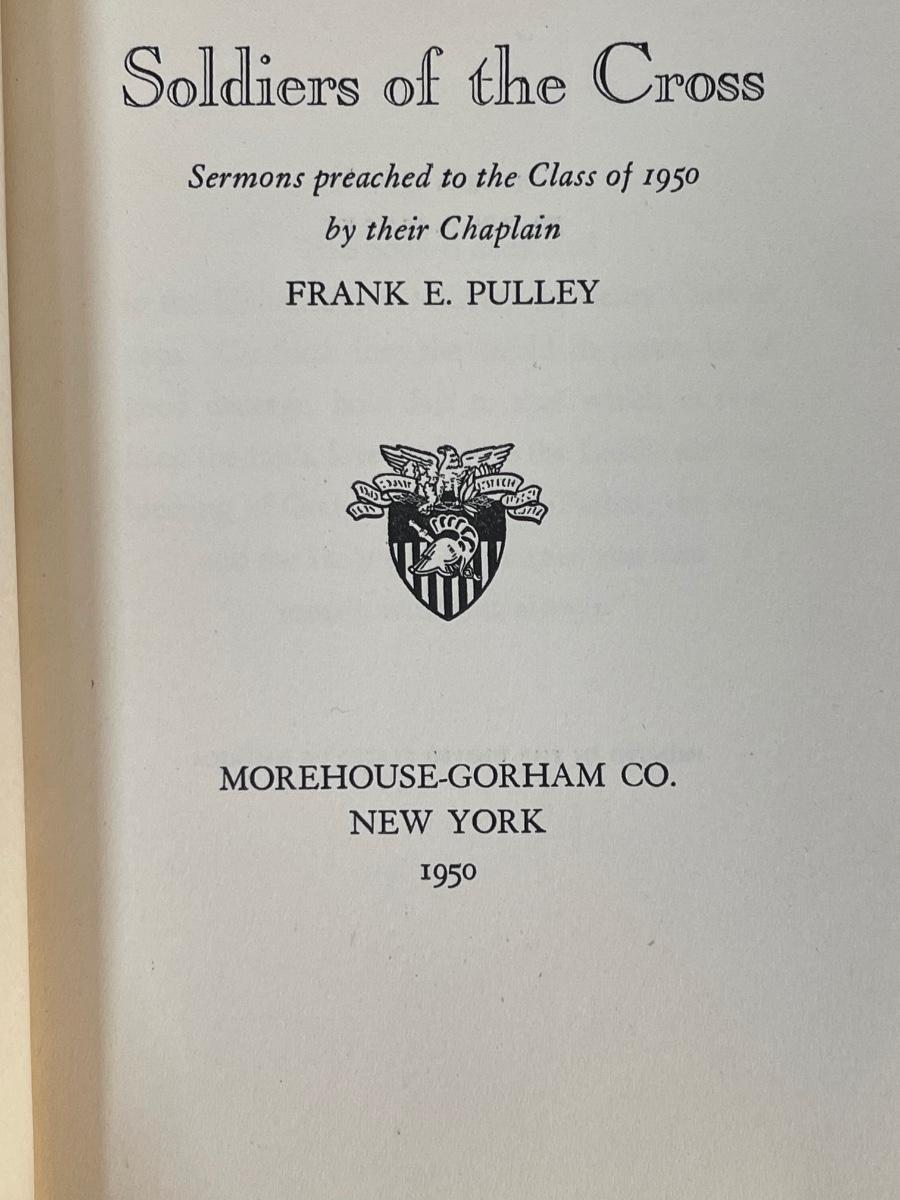 Soldiers of the Cross
Sermons preached to the Class of 1950
by their Chaplain
FRANK E. PULLEY
MOREHOUSE-GORHAM CO.
NEW YORK
1950